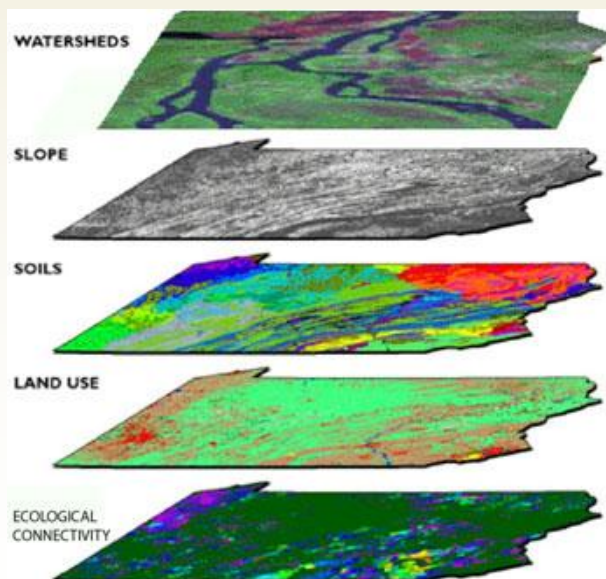 WATERSHEDS
SLOPE
SOILS
LAND USE
ECOLOGICAL
CONNECTIVITY